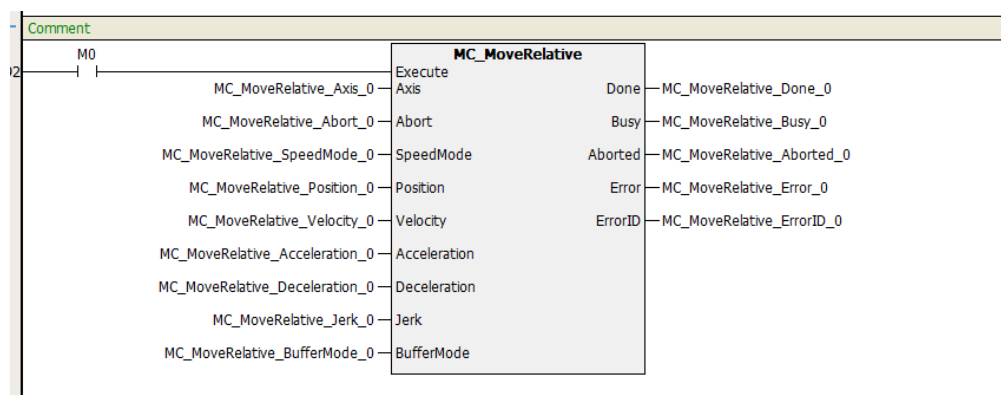 Comment
M0
MC_MoveRelative
2
Execute
MC_MoveRelative_Axis_0 Axis Done MC_MoveRelative_Done_0
MC_MoveRelative_Abort_0 Abort Busy MC_MoveRelative_Busy_0
MC_MoveRelative_SpeedMode_0 SpeedMode Aborted MC_MoveRelative_Aborted_0
MC_MoveRelative_Position_0 Position Error MC_MoveRelative_Error_0
MC_MoveRelative_Velocity_0 Velocity ErrorID MC_MoveRelative_ErrorID_0
MC_MoveRelative_Acceleration_0 Acceleration
MC_MoveRelative_Deceleration_0 Deceleration
MC_MoveRelative_Jerk_0 Jerk
MC_MoveRelative_BufferMode_0 BufferMode